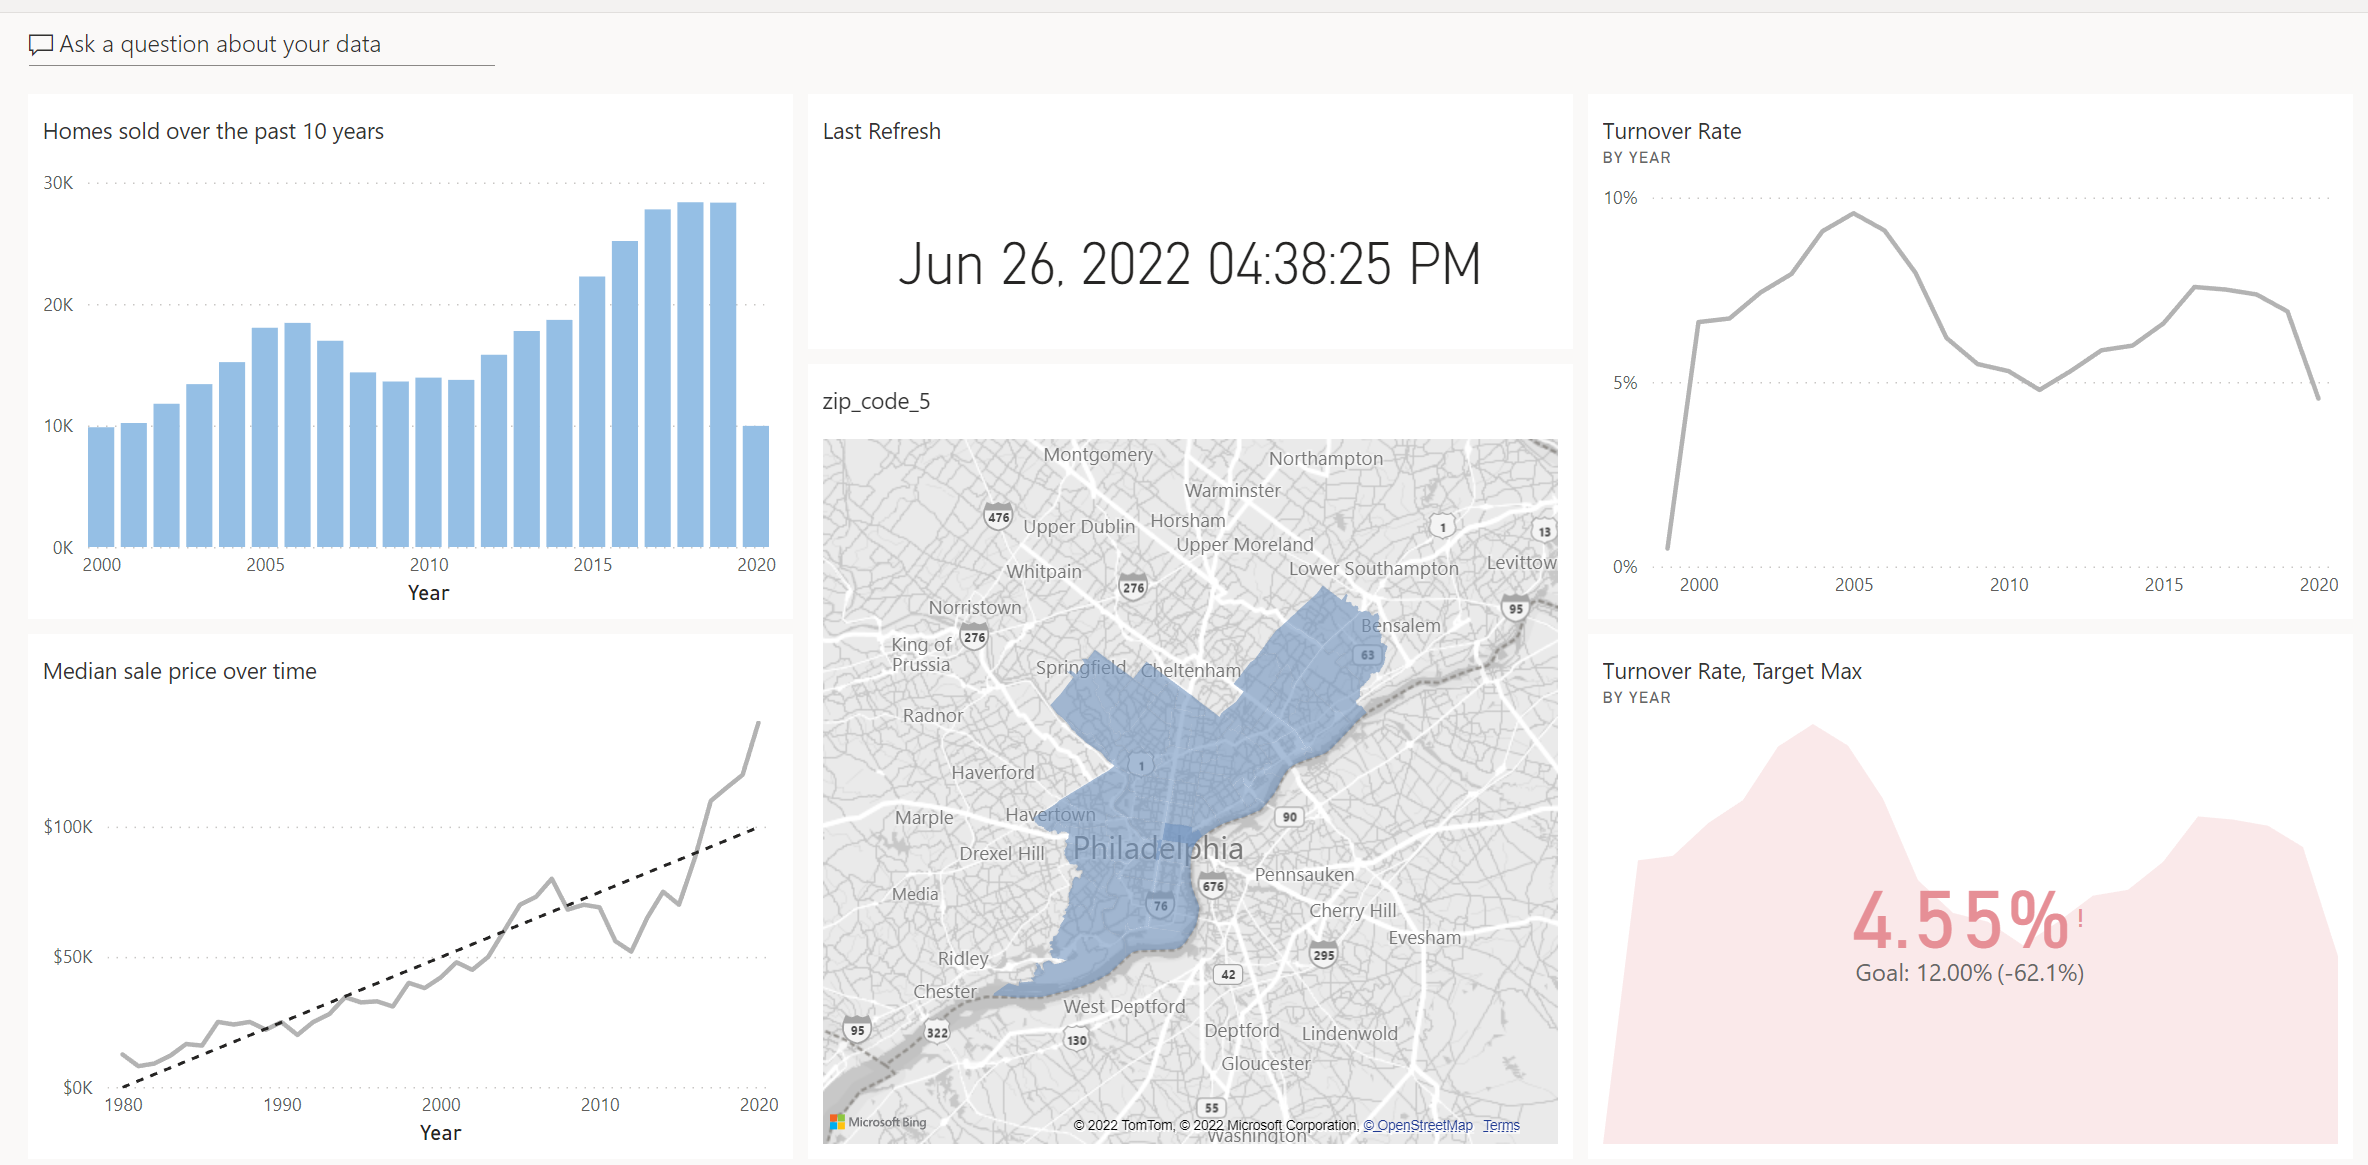 Ask a question about your data
Homes sold over the past 10 years
30K
20K
10K
0K
2000 2005 2010 2015 2020
Year
Median sale price over time
$100K
$50K
$0K
1980 1990 2000 2010 2020
Year
Last Refresh
Jun 26, 2022 04:38:25 PM
zip_code_5
Montgomery
Northampton
Warminster
476
Upper Dublin
Horsham
1
13
Upper Moreland
Whitpain
Lower Southampton
Levittow
276
Norristown
95
Bensalem
276
King of
Prussia
63
Springfield
Cheltenham
Radnor
1
Haverford
Marple
Havertown
90
Drexel Hill
Philadelphia
Pennsauken
676
Media
76
Cherry Hill
Evesham
295
Ridley
42
Chester
West Deptford
95
322
130
Deptford
Lindenwold
Gloucester
55
Microsoft Bing
© 2022 TomTom, © 2022 Microsoft Corporation, © OpenStreetMap Terms
Washington
Turnover Rate
BY YEAR
10%
5%
0%
2000 2005 2010 2015 2020
Turnover Rate, Target Max
BY YEAR
4.55%!
Goal: 12.00% (-62.1%)